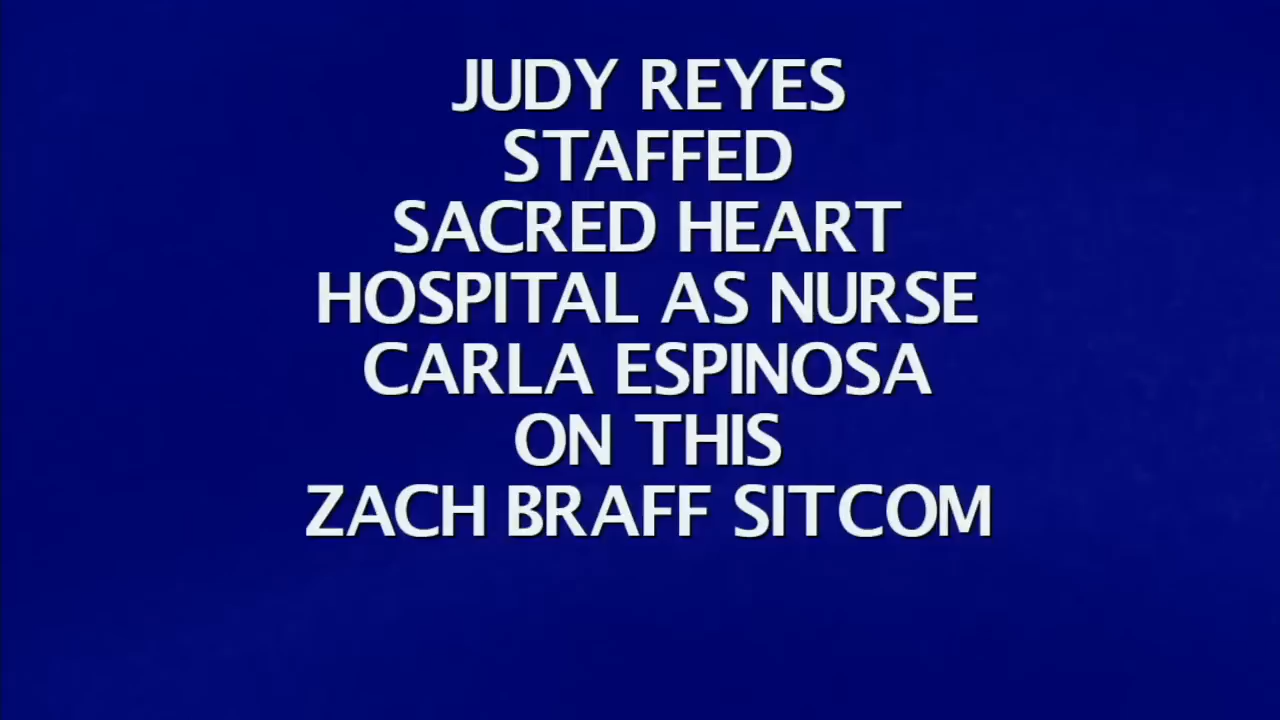 JUDY REYES
STAFFED
SACRED HEART
HOSPITAL AS NURSE
CARLA ESPINOSA
ON THIS
ZACH BRAFF SITCOM